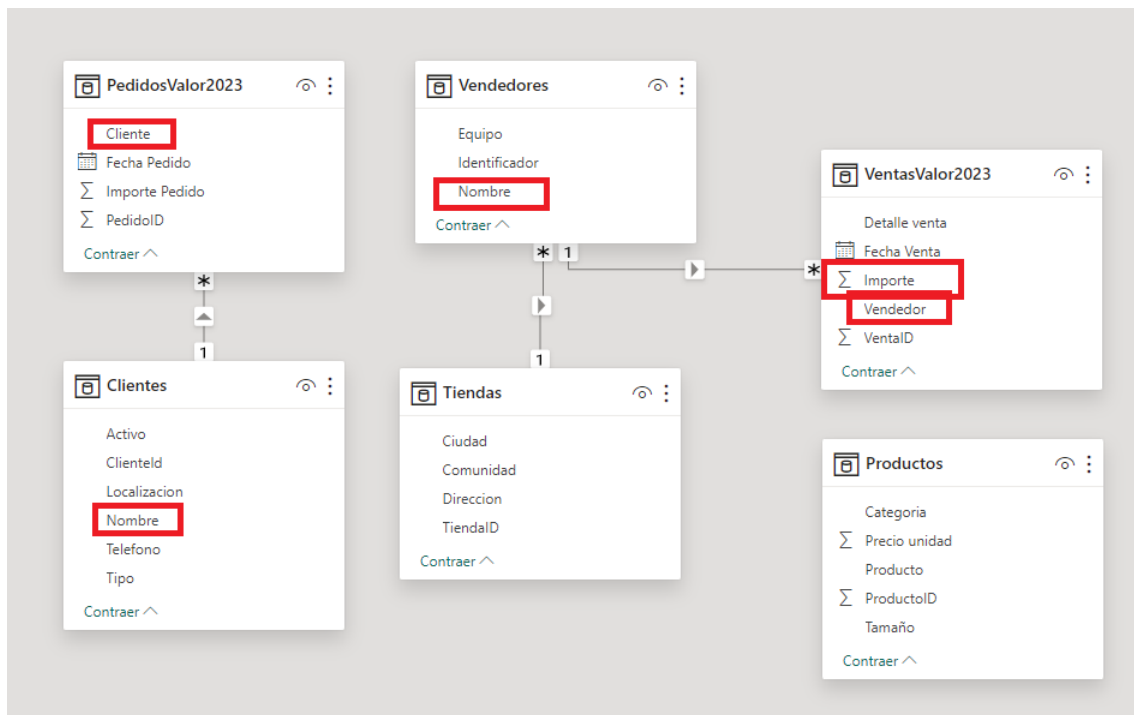 PedidosValor2023
Cliente
Fecha Pedido
Σ Importe Pedido
Σ PedidoID
Contraer
Vendedores
Equipo
Identificador
Nombre
Contraer
VentasValor2023
Detalle venta
Fecha Venta
Σ Importe
Vendedor
Σ VentaID
Contraer
* 1
*
*
1
1
Clientes
Activo
ClienteId
Localizacion
Nombre
Telefono
Tipo
Contraer
Tiendas
Ciudad
Comunidad
Direccion
TiendaID
Contraer
Productos
Categoria
Σ Precio unidad
Producto
Σ ProductoID
Tamaño
Contraer